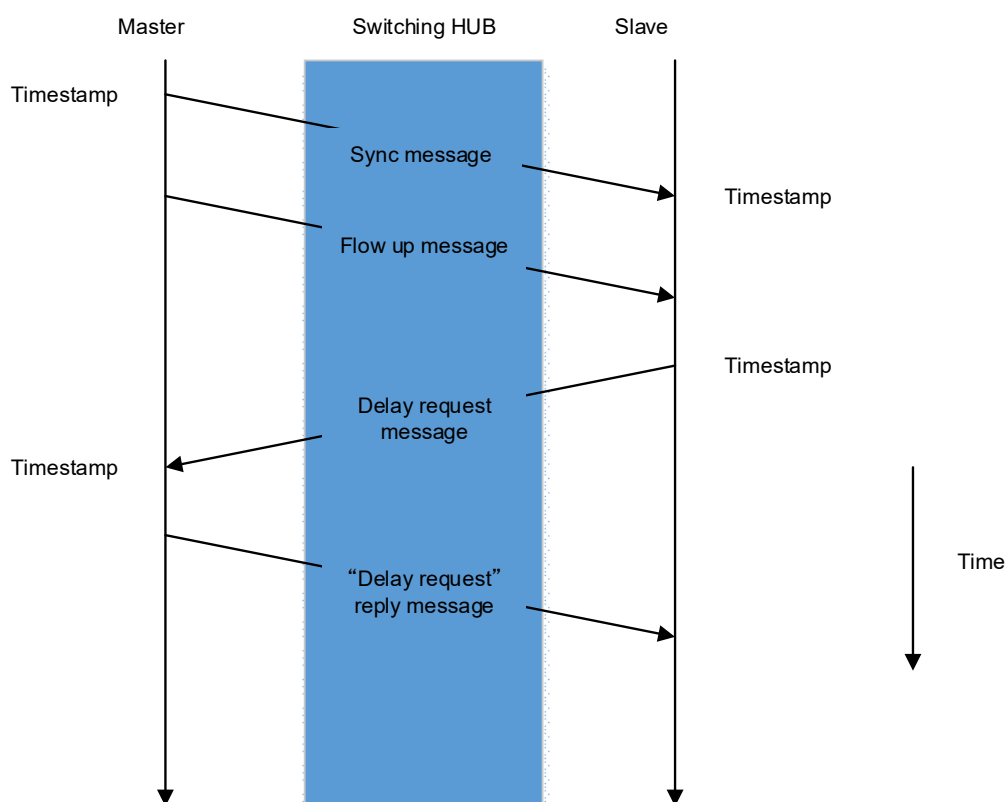 Master
Switching HUB
Slave
Timestamp
Sync message
Timestamp
Flow up message
Timestamp
Delay request
message
Timestamp
Time
“Delay request”
reply message